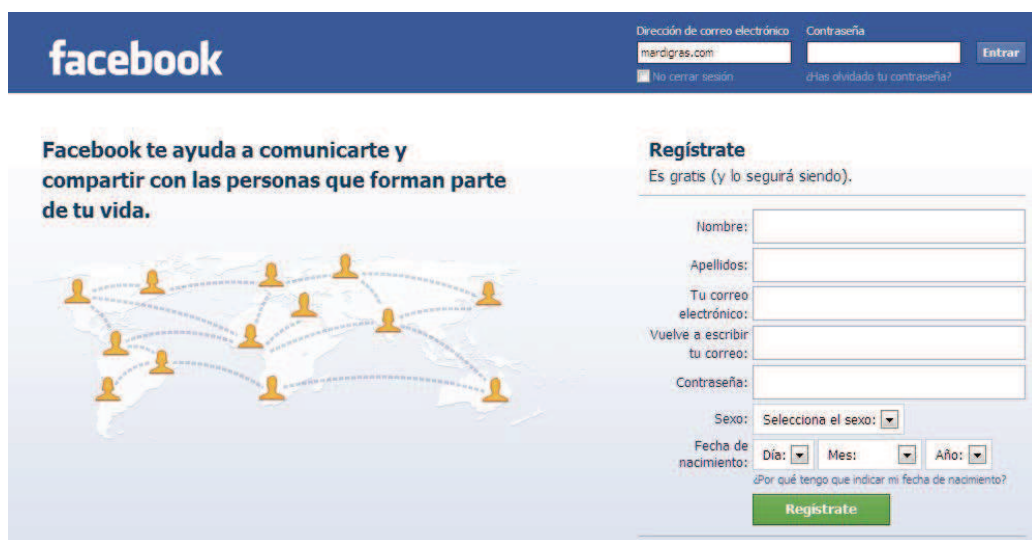 facebook
Dirección de correo electrónico
Contraseña
mardigras.com
Entrar
No cerrar sesión
¿Has olvidado tu contraseña?
Facebook te ayuda a comunicarte y
compartir con las personas que forman parte
de tu vida.
Regístrate
Es gratis (y lo seguirá siendo).
Nombre:
Apellidos:
Tu correo
electrónico:
Vuelve a escribir
tu correo:
Contraseña:
Sexo: Selecciona el sexo:
Fecha de
nacimiento:
Día: Mes: Año:
¿Por qué tengo que indicar mi fecha de nacimiento?
Regístrate